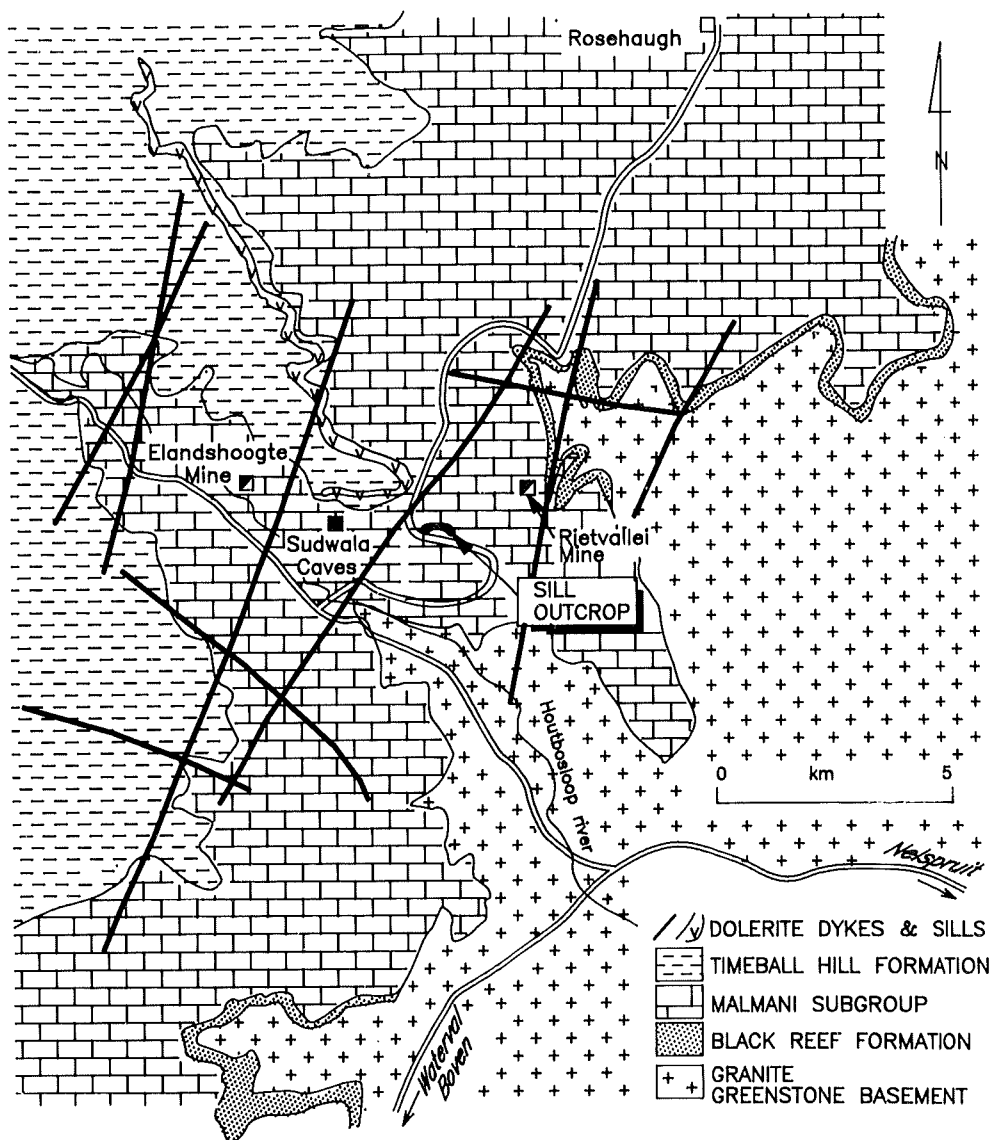 Rosehaugh
N
Elandshoogte
Mine
Sudwala
Caves
Rietvallei
Mine
SILL
OUTCROP
Houtbosloop river
0 km 5
Nelspruit
Waterval
Boven
DOLERITE DYKES & SILLS
TIMEBALL HILL FORMATION
MALMANI SUBGROUP
BLACK REEF FORMATION
GRANITE
GREENSTONE BASEMENT